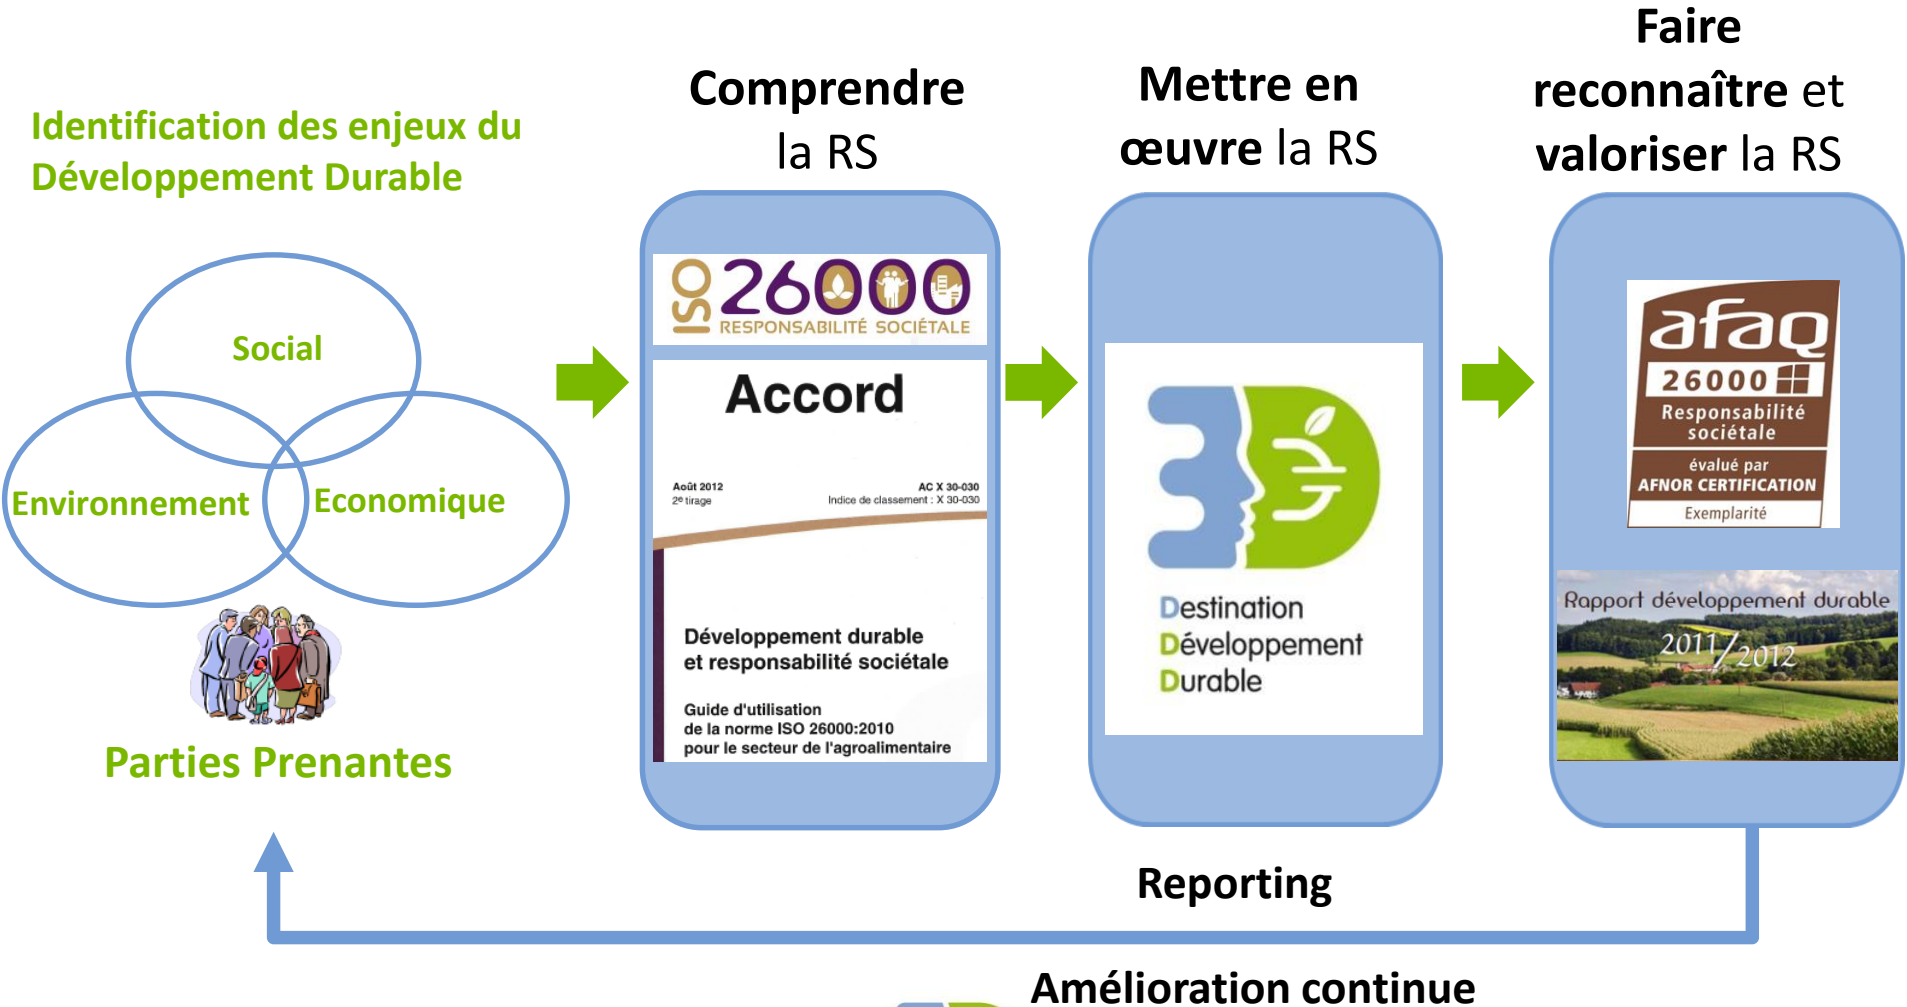 Identification des enjeux du
Développement Durable
Social
Environnement
Economique
Parties Prenantes
Comprendre
la RS
ISO 26000
RESPONSABILITÉ SOCIÉTALE
Accord
Août 2012
2e tirage
AC X 30-030
Indice de classement : X 30-030
Développement durable
et responsabilité sociétale
Guide d'utilisation
de la norme ISO 26000:2010
pour le secteur de l'agroalimentaire
Mettre en
œuvre la RS
3D
Destination
Développement
Durable
Faire
reconnaître et
valoriser la RS
afaq
26000
Responsabilité
sociétale
évalué par
AFNOR CERTIFICATION
Exemplarité
Rapport développement durable
2011/2012
Reporting
Amélioration continue